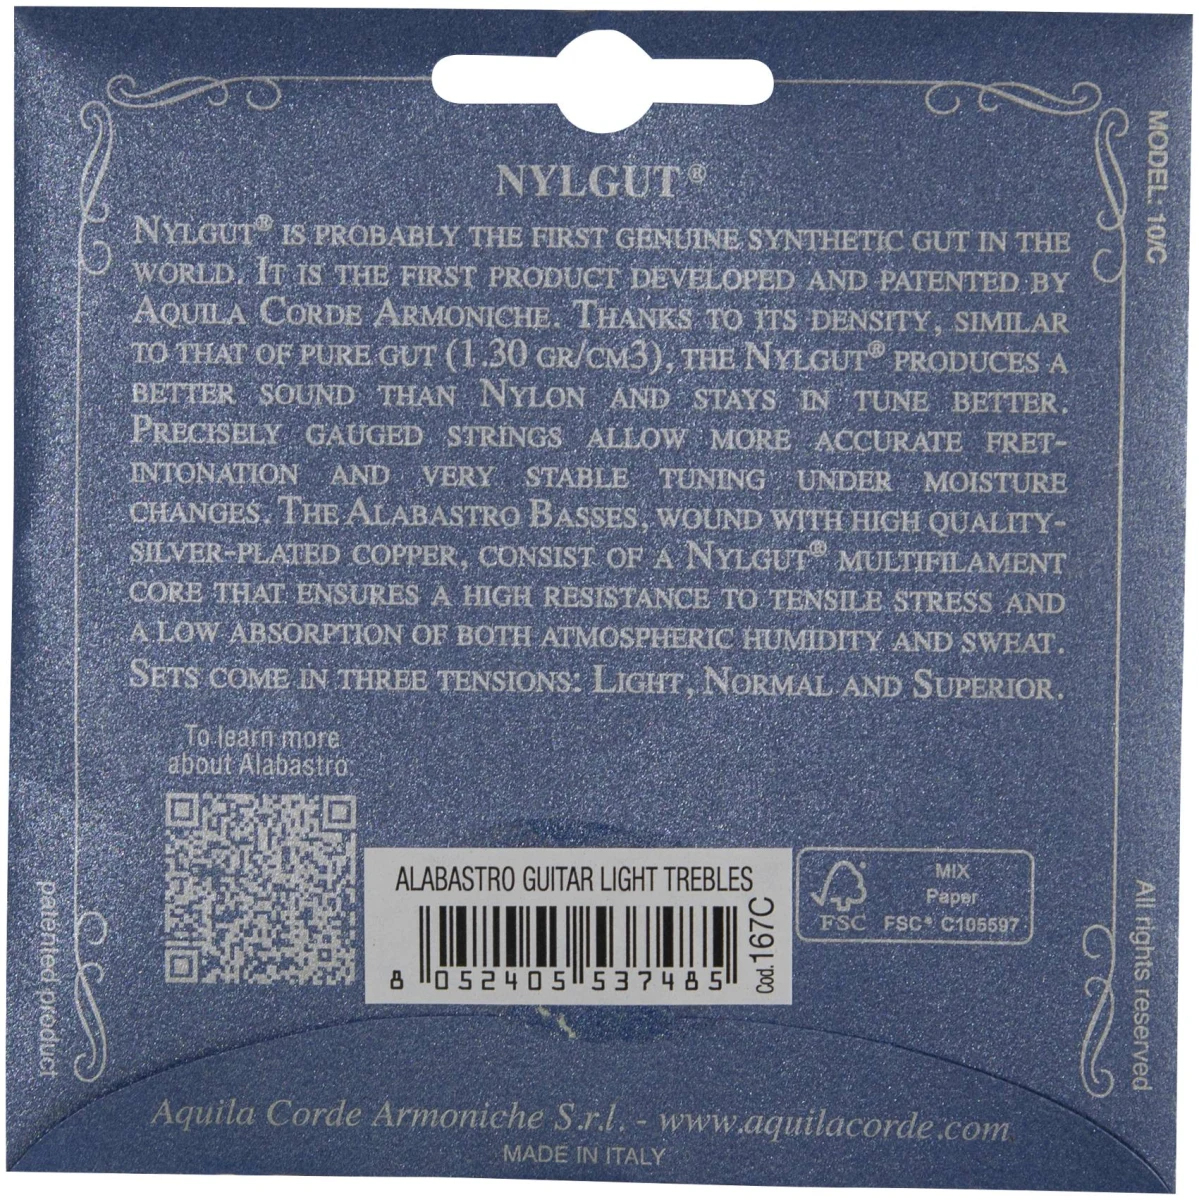 NYLGUT®
NYLGUT® IS PROBABLY THE FIRST GENUINE SYNTHETIC GUT IN THE
WORLD. IT IS THE FIRST PRODUCT DEVELOPED AND PATENTED BY
AQUILA CORDE ARMONICHE. THANKS TO ITS DENSITY, SIMILAR
TO THAT OF PURE GUT (1.30 GR/CM3), THE NYLGUT® PRODUCES A
BETTER SOUND THAN NYLON AND STAYS IN TUNE BETTER.
PRECISELY GAUGED STRINGS ALLOW MORE ACCURATE FRET-
INTONATION AND VERY STABLE TUNING UNDER MOISTURE
CHANGES. THE ALABASTRO BASSES, WOUND WITH HIGH QUALITY-
SILVER-PLATED COPPER, CONSIST OF A NYLGUT® MULTIFILAMENT
CORE THAT ENSURES A HIGH RESISTANCE TO TENSILE STRESS AND
A LOW ABSORPTION OF BOTH ATMOSPHERIC HUMIDITY AND SWEAT.
SETS COME IN THREE TENSIONS: LIGHT, NORMAL AND SUPERIOR.
MODEL: 10/C
To learn more
about Alabastro
ALABASTRO GUITAR LIGHT TREBLES
8 052405 537485
Cod. 167C
FSC
MIX
Paper
FSC® C105597
patented product
All rights reserved
Aquila Corde Armoniche S.r.l. - www.aquilacorde.com
MADE IN ITALY